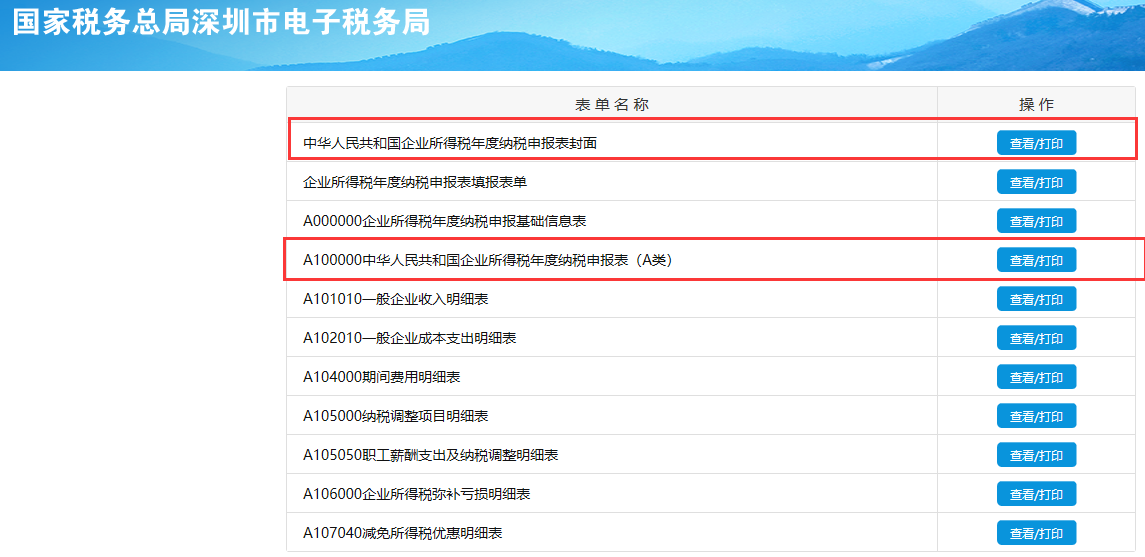 国家税务总局深圳市电子税务局
表单名称 操作
中华人民共和国企业所得税年度纳税申报表封面 查看/打印
企业所得税年度纳税申报表填报表单 查看/打印
A000000企业所得税年度纳税申报基础信息表 查看/打印
A100000中华人民共和国企业所得税年度纳税申报表（A类） 查看/打印
A101010一般企业收入明细表 查看/打印
A102010一般企业成本支出明细表 查看/打印
A104000期间费用明细表 查看/打印
A105000纳税调整项目明细表 查看/打印
A105050职工薪酬支出及纳税调整明细表 查看/打印
A106000企业所得税弥补亏损明细表 查看/打印
A107040减免所得税优惠明细表 查看/打印